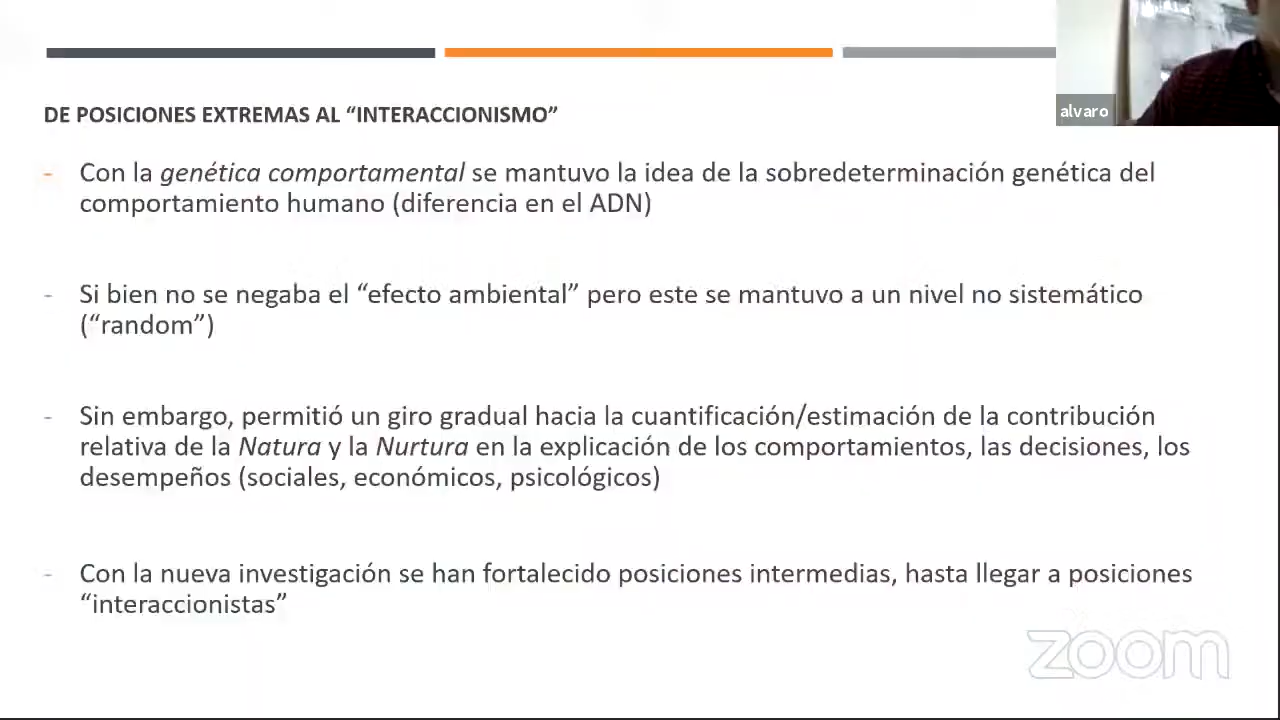 alvaro
DE POSICIONES EXTREMAS AL “INTERACCIONISMO”
- Con la genética comportamental se mantuvo la idea de la sobredeterminación genética del
comportamiento humano (diferencia en el ADN)
- Si bien no se negaba el “efecto ambiental” pero este se mantuvo a un nivel no sistemático
(“random”)
- Sin embargo, permitió un giro gradual hacia la cuantificación/estimación de la contribución
relativa de la Natura y la Nurtura en la explicación de los comportamientos, las decisiones, los
desempeños (sociales, económicos, psicológicos)
- Con la nueva investigación se han fortalecido posiciones intermedias, hasta llegar a posiciones
“interaccionistas”
zoom